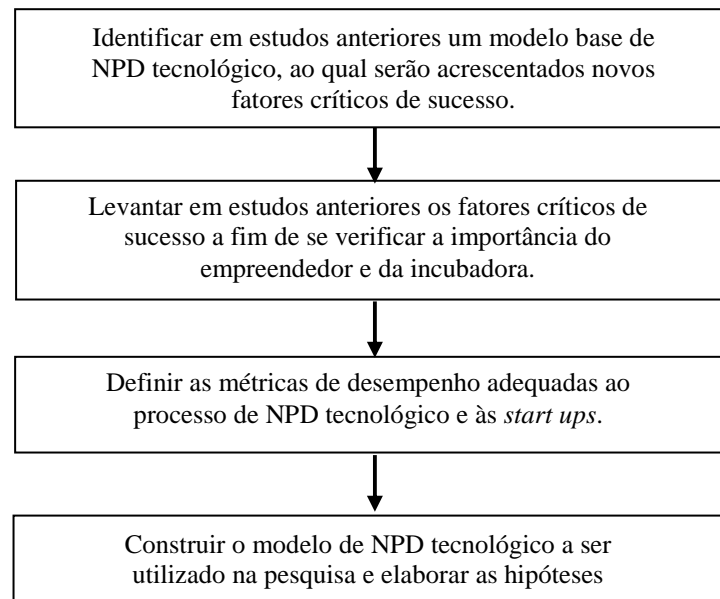 Identificar em estudos anteriores um modelo base de
NPD tecnológico, ao qual serão acrescentados novos
fatores críticos de sucesso.
Levantar em estudos anteriores os fatores críticos de
sucesso a fim de se verificar a importância do
empreendedor e da incubadora.
Definir as métricas de desempenho adequadas ao
processo de NPD tecnológico e às start ups.
Construir o modelo de NPD tecnológico a ser
utilizado na pesquisa e elaborar as hipóteses